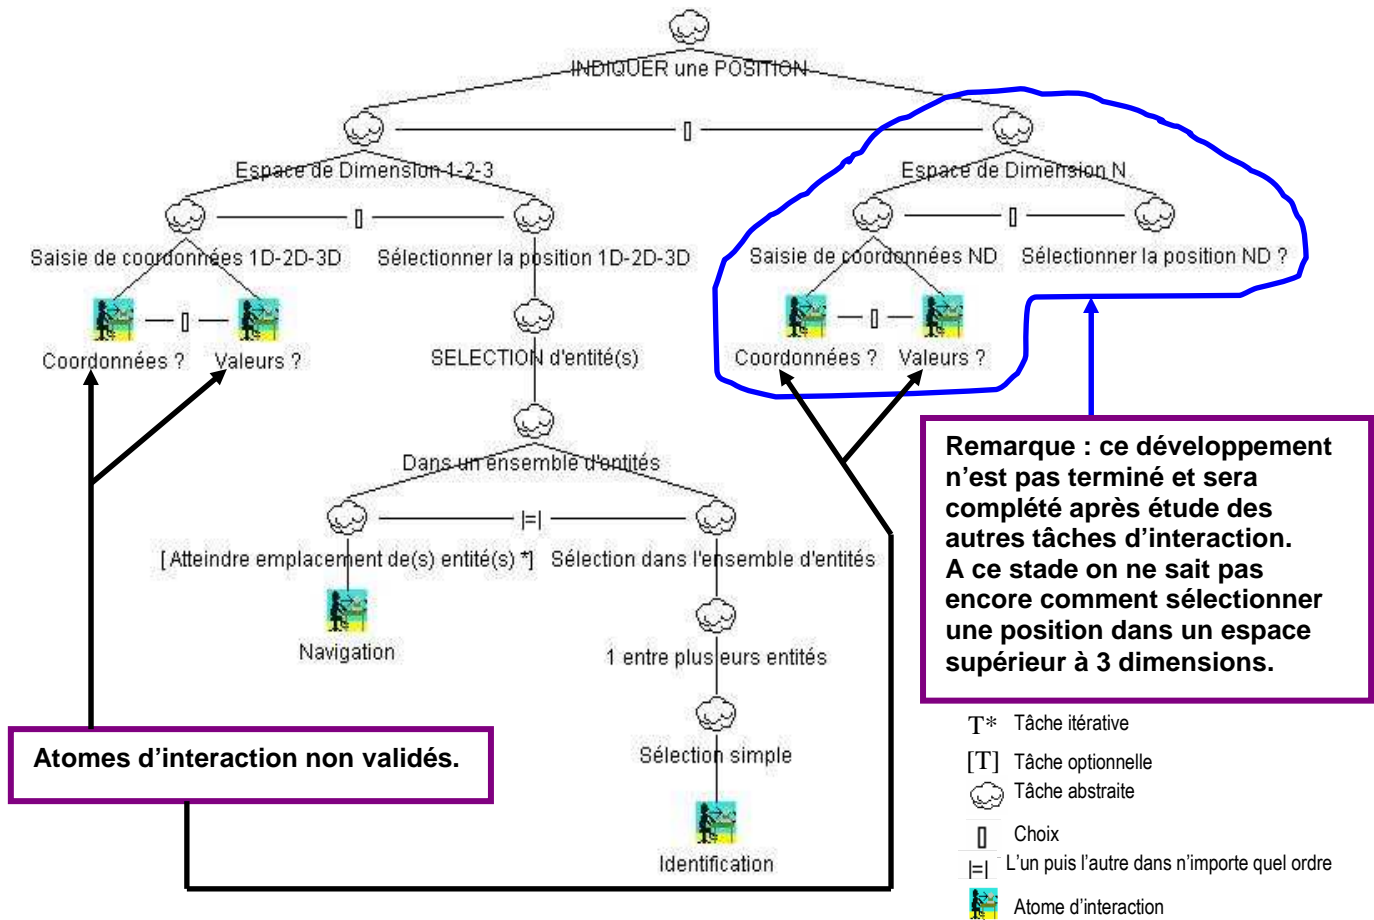 INDIQUER une POSITION
[]
Espace de Dimension 1-2-3
Espace de Dimension N
[]
[]
Saisie de coordonnées 1D-2D-3D
Sélectionner la position 1D-2D-3D
Saisie de coordonnées ND
Sélectionner la position ND ?
[]
[]
Coordonnées ?
Valeurs ?
SELECTION d'entité(s)
Coordonnées ?
Valeurs ?
Dans un ensemble d'entités
|=|
[ Atteindre emplacement de(s) entité(s) *]
Sélection dans l'ensemble d'entités
Navigation
1 entre plusieurs entités
Sélection simple
Identification
Remarque : ce développement
n'est pas terminé et sera
complété après étude des
autres tâches d'interaction.
A ce stade on ne sait pas
encore comment sélectionner
une position dans un espace
supérieur à 3 dimensions.
Atomes d'interaction non validés.
T* Tâche itérative
[T] Tâche optionnelle
Tâche abstraite
[] Choix
|=| L'un puis l'autre dans n'importe quel ordre
Atome d'interaction